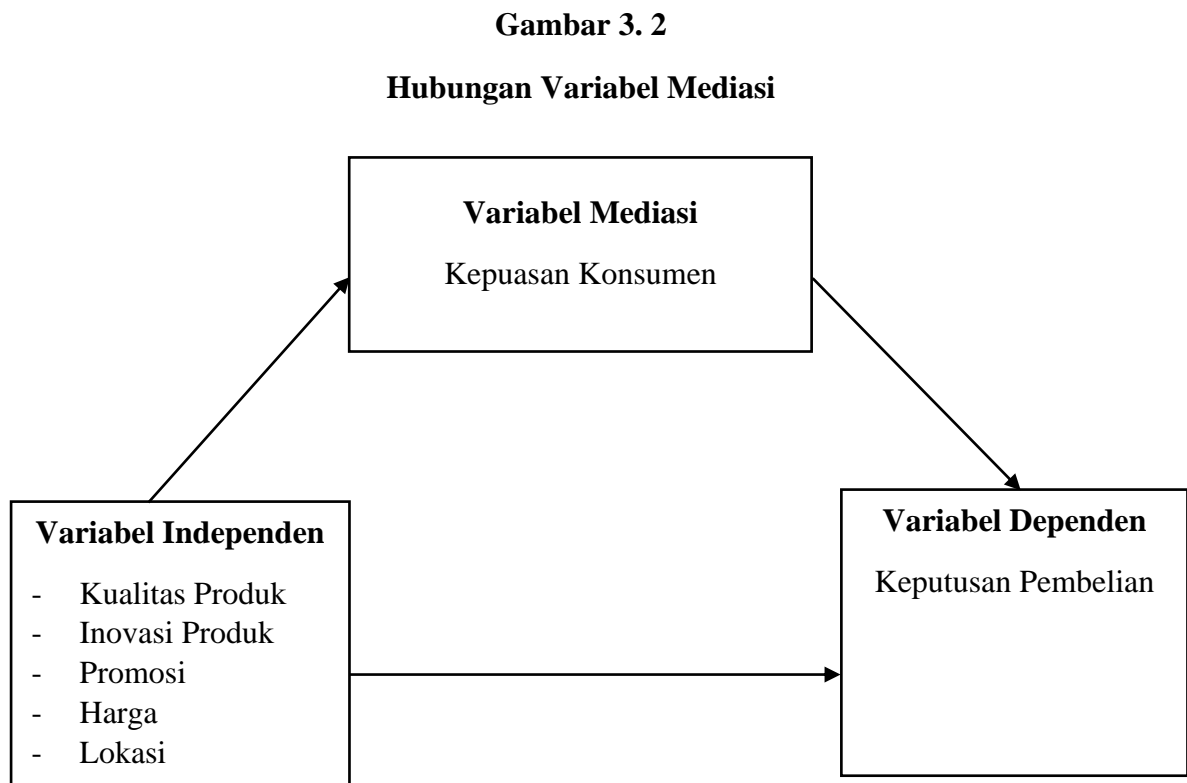 Gambar 3. 2
Hubungan Variabel Mediasi
Variabel Mediasi
Kepuasan Konsumen
Variabel Independen
- Kualitas Produk
- Inovasi Produk
- Promosi
- Harga
- Lokasi
Variabel Dependen
Keputusan Pembelian